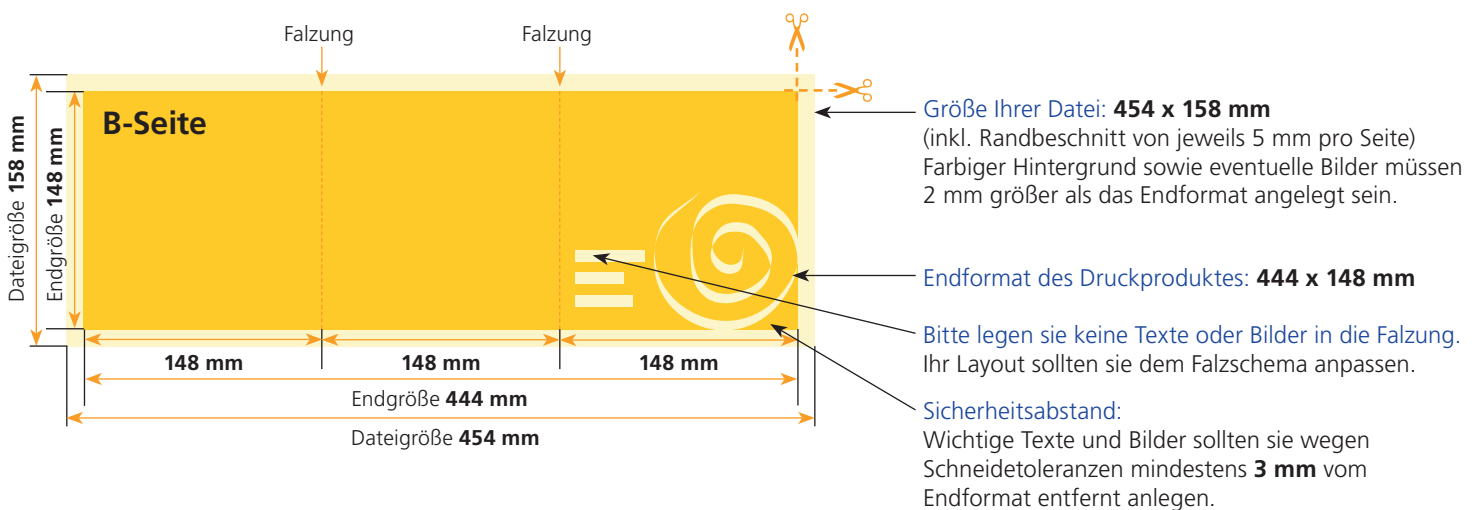 Falzung
Falzung
B-Seite
Dateigröße 158 mm
Endgröße 148 mm
148 mm
148 mm
148 mm
Endgröße 444 mm
Dateigröße 454 mm
Größe Ihrer Datei: 454 x 158 mm
(inkl. Randbeschnitt von jeweils 5 mm pro Seite)
Farbiger Hintergrund sowie eventuelle Bilder müssen
2 mm größer als das Endformat angelegt sein.
Endformat des Druckproduktes: 444 x 148 mm
Bitte legen sie keine Texte oder Bilder in die Falzung.
Ihr Layout sollten sie dem Falzschema anpassen.
Sicherheitsabstand:
Wichtige Texte und Bilder sollten sie wegen
Schneidetoleranzen mindestens 3 mm vom
Endformat entfernt anlegen.